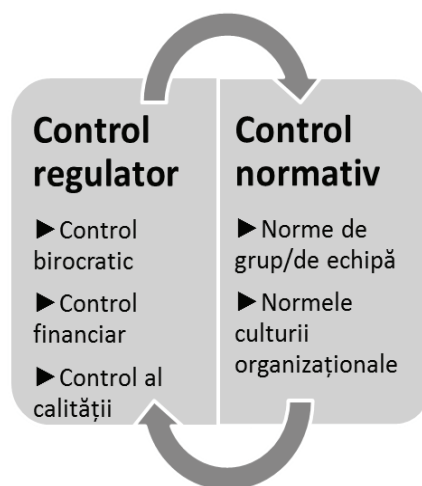 Control
regulator
►Control
birocratic
►Control
financiar
►Control al
calității
Control
normativ
►Norme de
grup/de echipă
►Normele
culturii
organizaționale